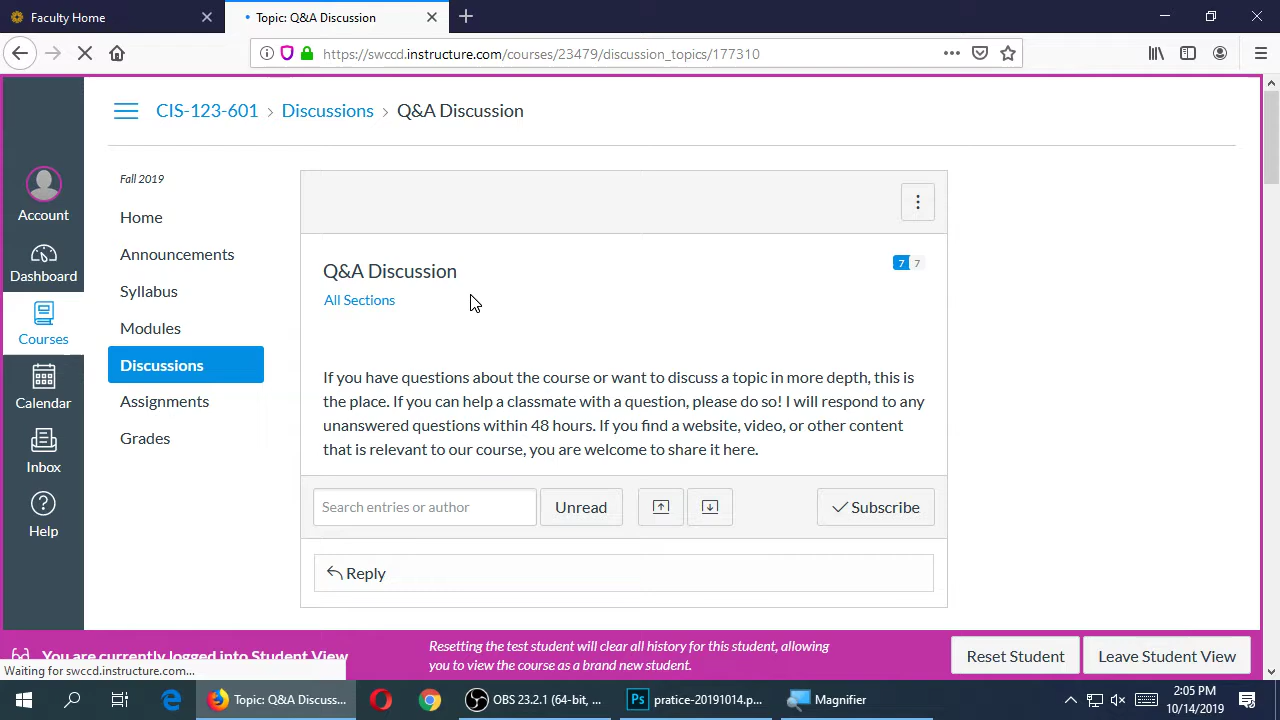 Faculty Home
Topic: Q&A Discussion
https://swccd.instructure.com/courses/23479/discussion_topics/177310
CIS-123-601 > Discussions > Q&A Discussion
Fall 2019
Account
Dashboard
Courses
Calendar
Inbox
Help
Home
Announcements
Syllabus
Modules
Discussions
Assignments
Grades
Q&A Discussion
7 7
All Sections
If you have questions about the course or want to discuss a topic in more depth, this is
the place. If you can help a classmate with a question, please do so! I will respond to any
unanswered questions within 48 hours. If you find a website, video, or other content
that is relevant to our course, you are welcome to share it here.
Search entries or author
Unread
Subscribe
Reply
You are currently logged into Student View
Resetting the test student will clear all history for this student, allowing
you to view the course as a brand new student.
Reset Student
Leave Student View
Waiting for swccd.instructure.com...
Topic: Q&A Discuss...
OBS 23.2.1 (64-bit, ...
Ps
pratice-20191014.p...
Magnifier
2:05 PM
10/14/2019